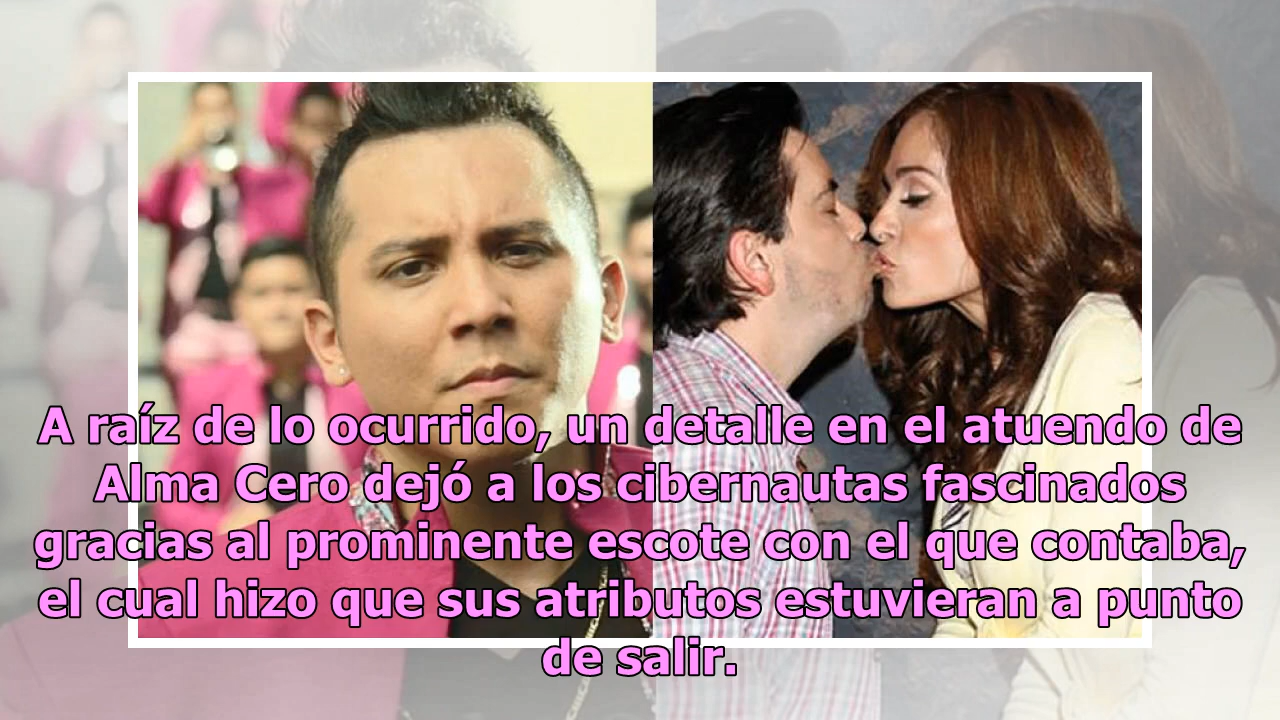 A raíz de lo ocurrido, un detalle en el atuendo de
Alma Cero dejó a los cibernautas fascinados
gracias al prominente escote con el que contaba,
el cual hizo que sus atributos estuvieran a punto
de salir.